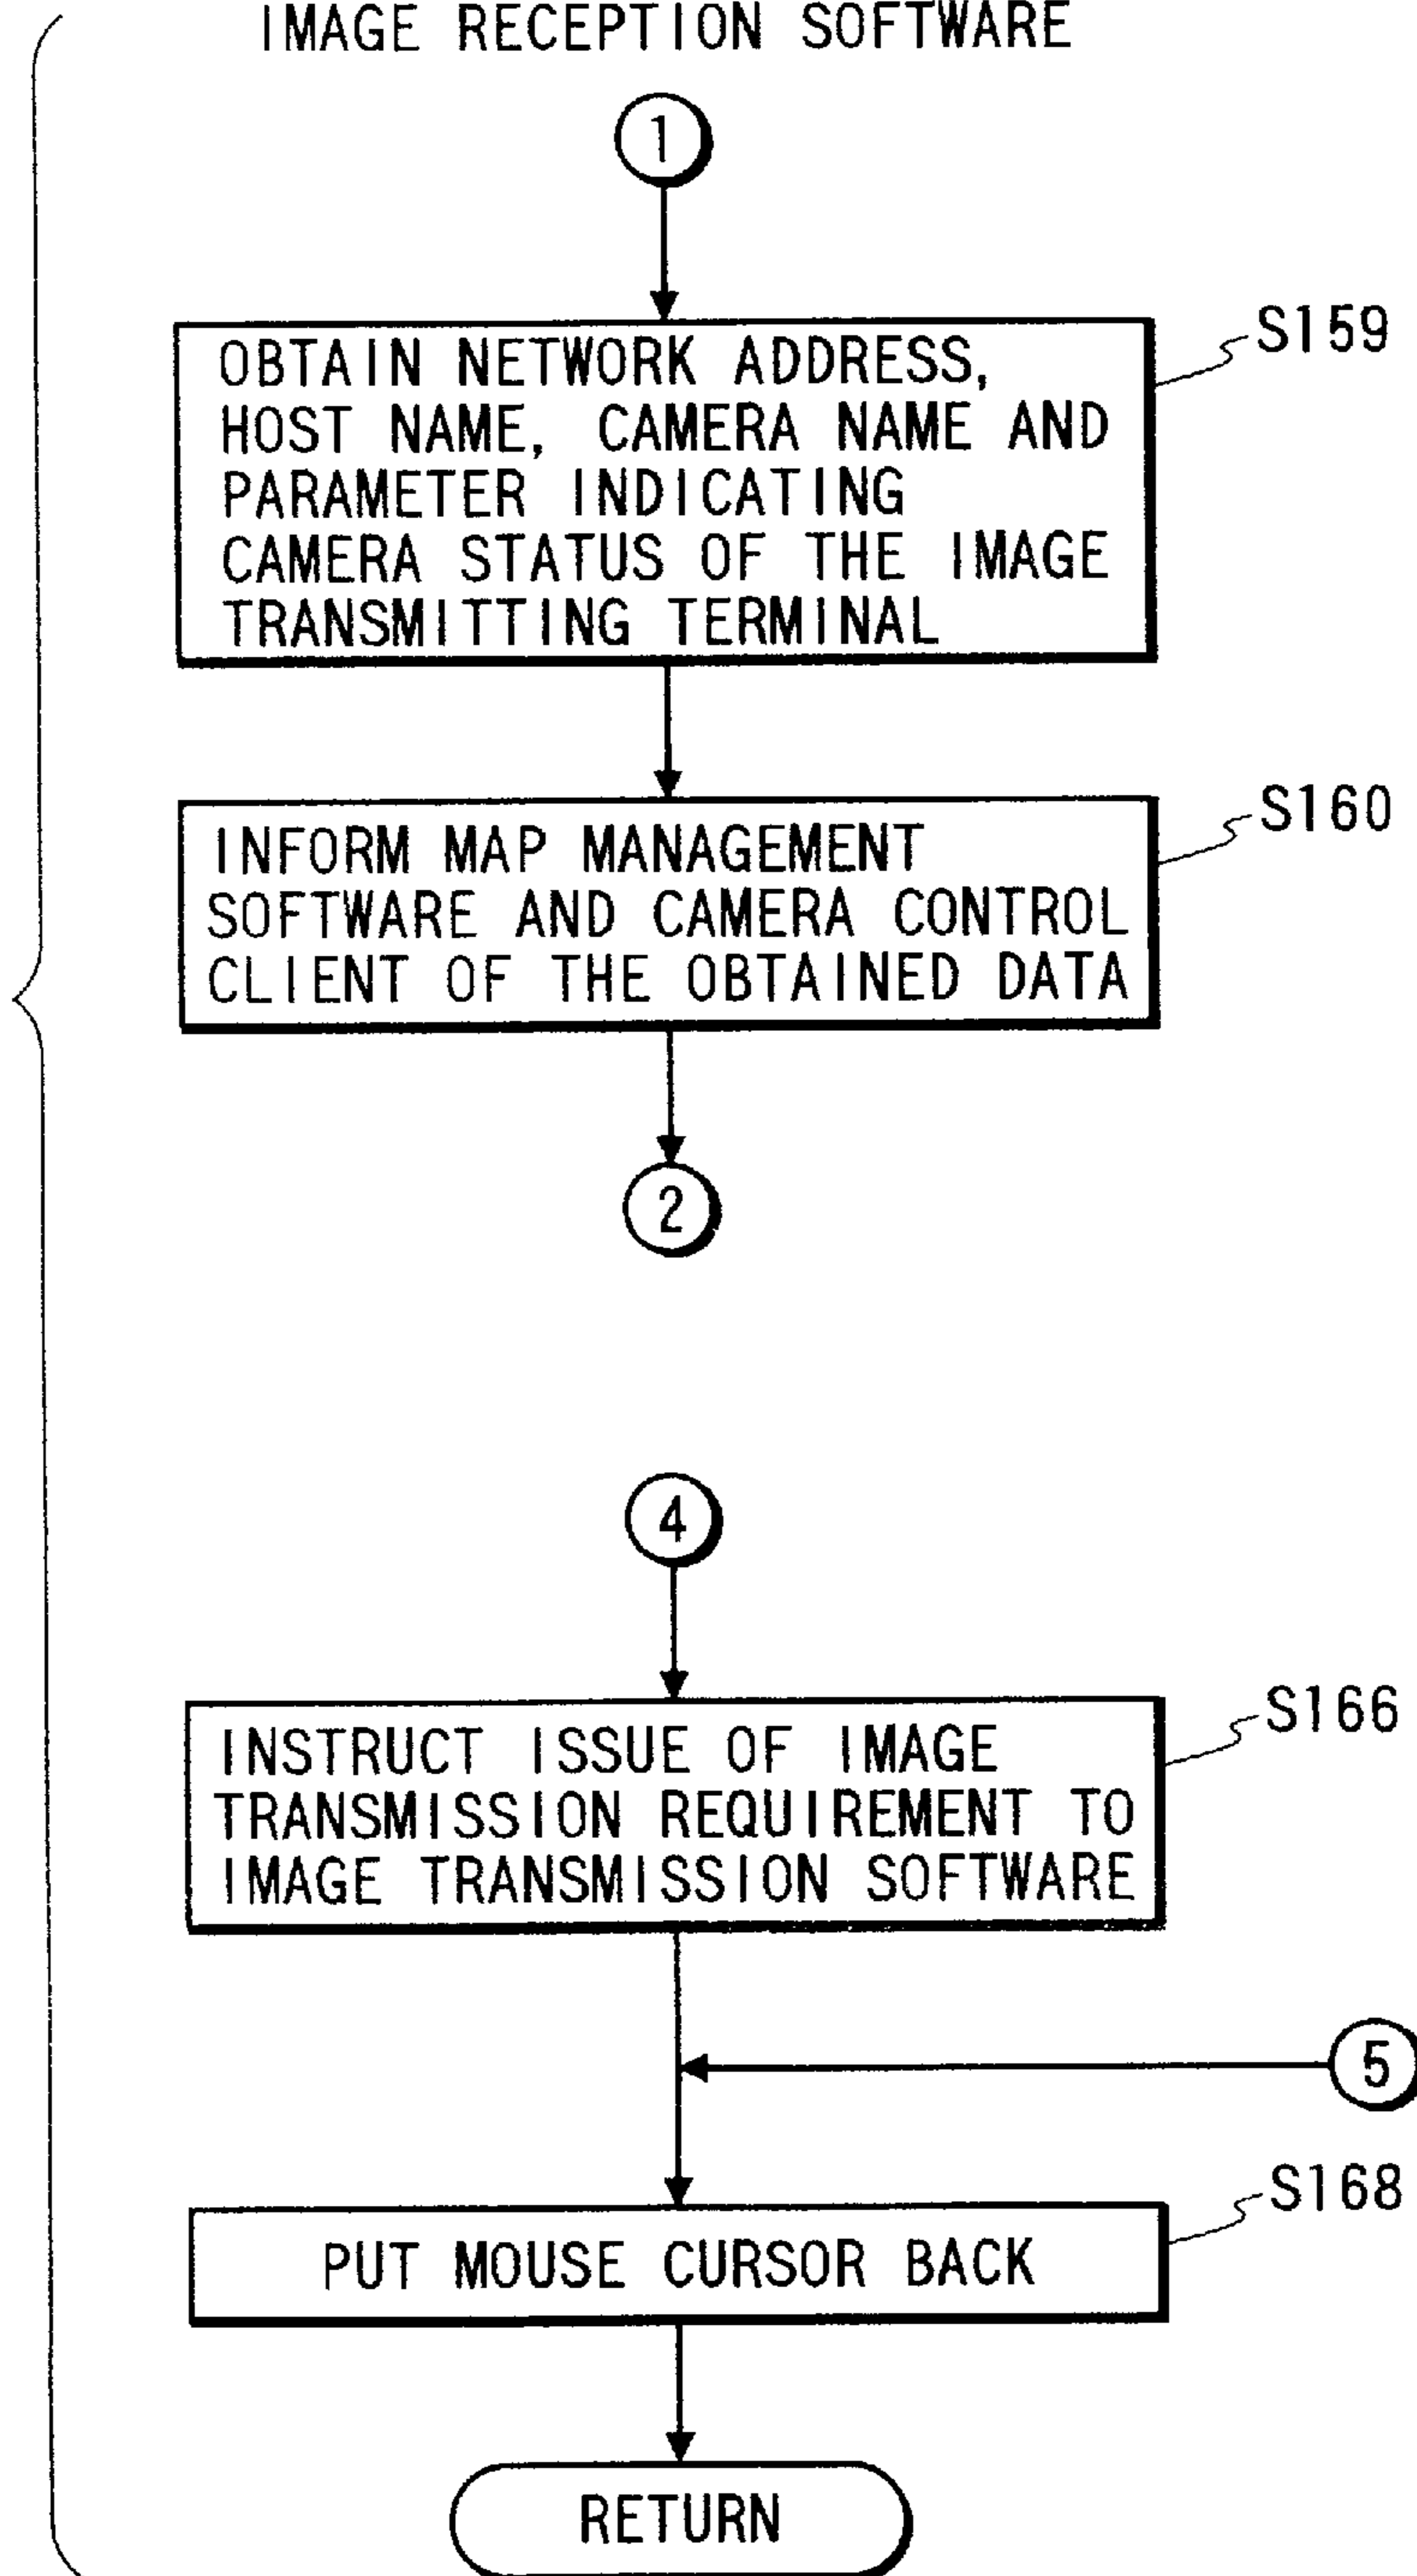 IMAGE RECEPTION SOFTWARE
1
S159
OBTAIN NETWORK ADDRESS,
HOST NAME, CAMERA NAME AND
PARAMETER INDICATING
CAMERA STATUS OF THE IMAGE
TRANSMITTING TERMINAL
S160
INFORM MAP MANAGEMENT
SOFTWARE AND CAMERA CONTROL
CLIENT OF THE OBTAINED DATA
2
4
S166
INSTRUCT ISSUE OF IMAGE
TRANSMISSION REQUIREMENT TO
IMAGE TRANSMISSION SOFTWARE
5
S168
PUT MOUSE CURSOR BACK
RETURN